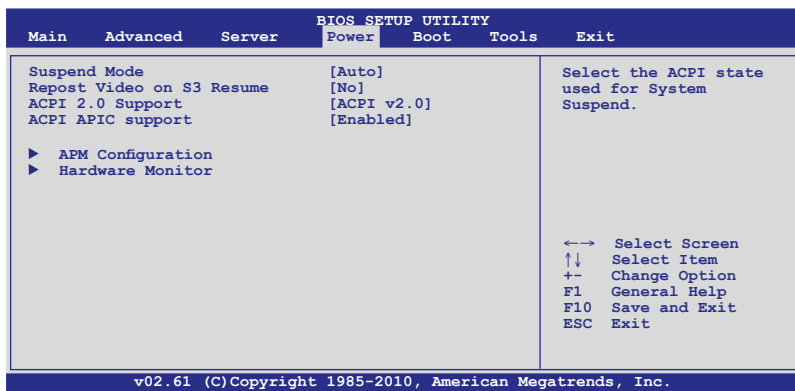 BIOS SETUP UTILITY
Main Advanced Server Power Boot Tools Exit
Suspend Mode [Auto]
Repost Video on S3 Resume [No]
ACPI 2.0 Support [ACPI v2.0]
ACPI APIC support [Enabled]
▶ APM Configuration
▶ Hardware Monitor
Select the ACPI state
used for System
Suspend.
←→ Select Screen
↑↓ Select Item
+- Change Option
F1 General Help
F10 Save and Exit
ESC Exit
v02.61 (C)Copyright 1985-2010, American Megatrends, Inc.